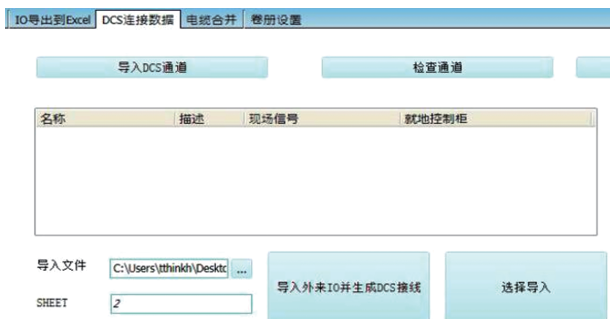 IO导出到Excel DCS连接数据 电缆合并 卷册设置
导入DCS通道 检查通道
名称 描述 现场信号 就地控制柜
导入文件 C:\Users\tthinkh\Desktc ...
导入外来IO并生成DCS接线 选择导入
SHEET 2